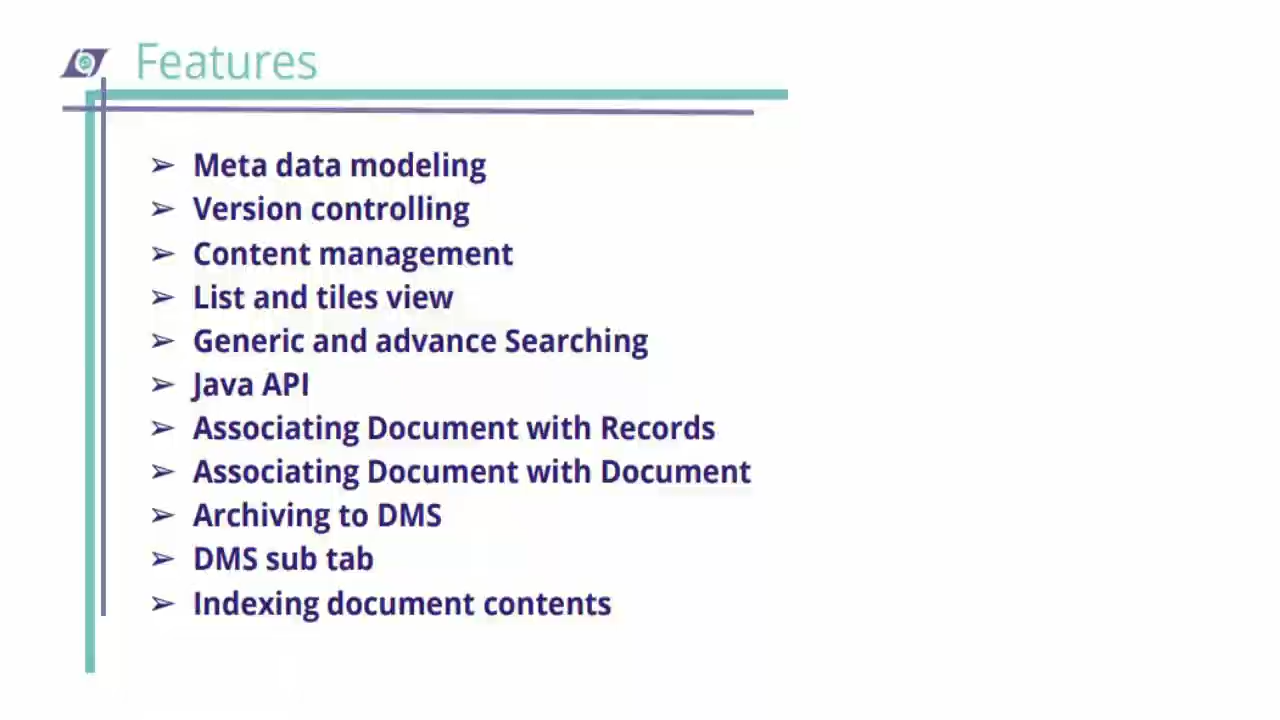 Features
➢ Meta data modeling
➢ Version controlling
➢ Content management
➢ List and tiles view
➢ Generic and advance Searching
➢ Java API
➢ Associating Document with Records
➢ Associating Document with Document
➢ Archiving to DMS
➢ DMS sub tab
➢ Indexing document contents